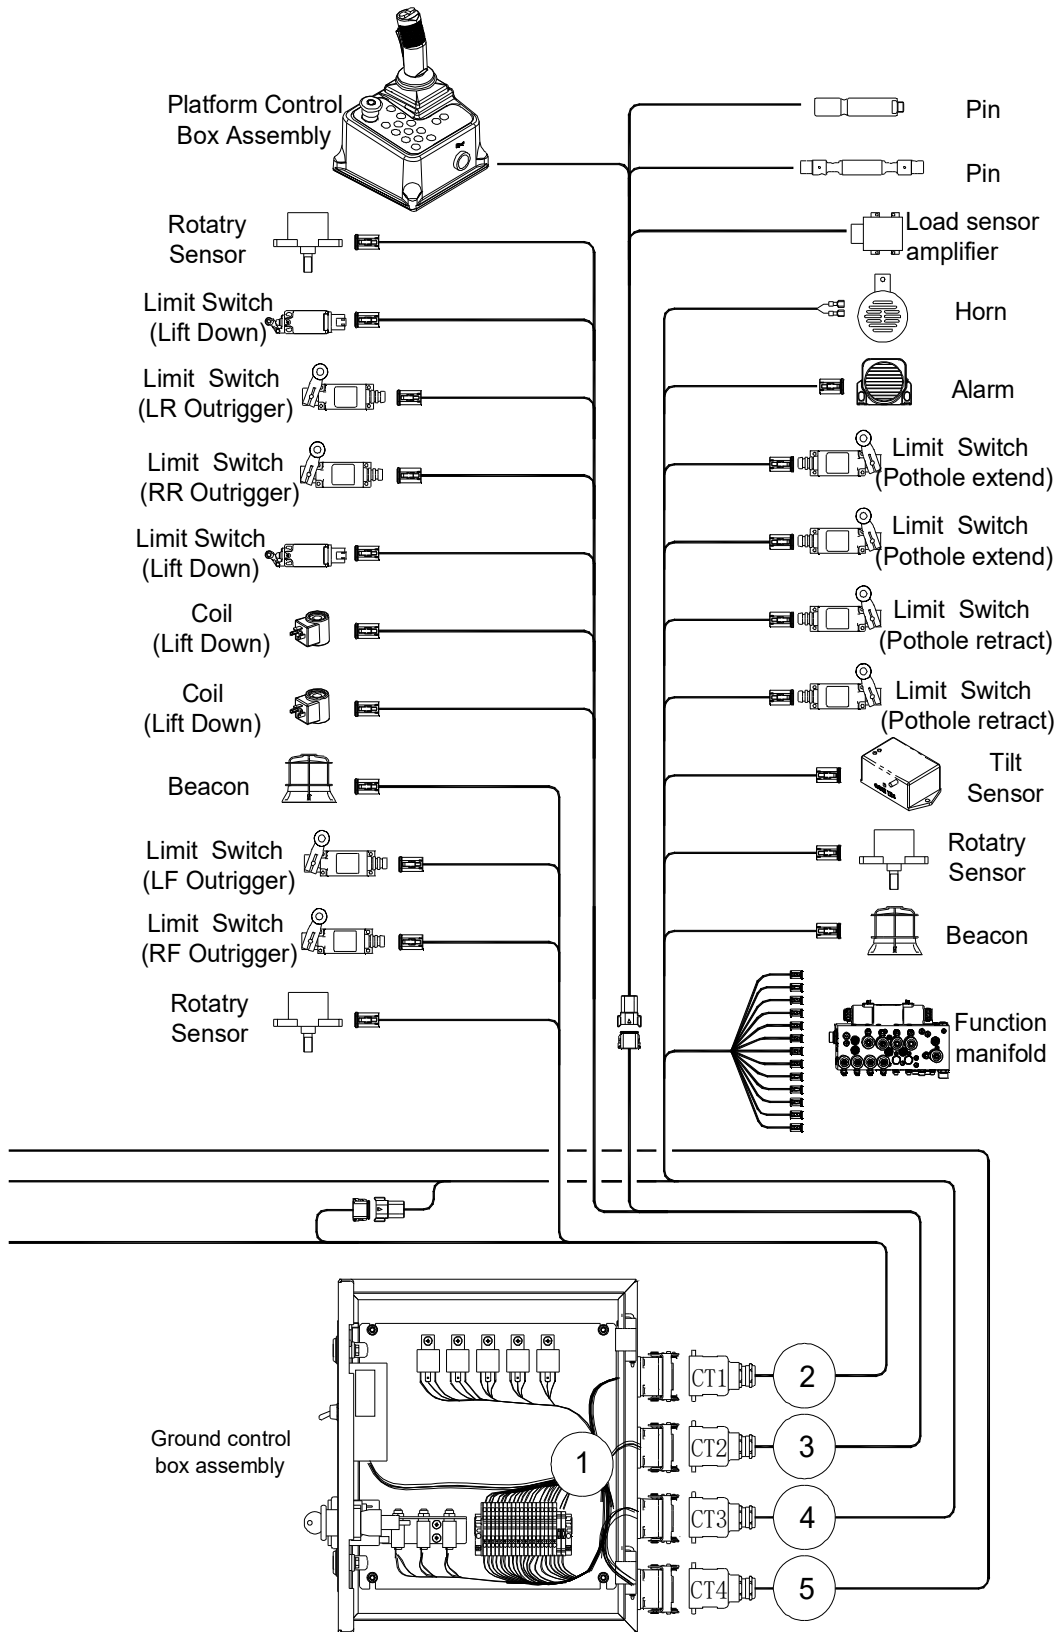 Platform Control
Box Assembly
Rotatry
Sensor
Limit Switch
(Lift Down)
Limit Switch
(LR Outrigger)
Limit Switch
(RR Outrigger)
Limit Switch
(Lift Down)
Coil
(Lift Down)
Coil
(Lift Down)
Beacon
Limit Switch
(LF Outrigger)
Limit Switch
(RF Outrigger)
Rotatry
Sensor
Pin
Pin
Load sensor
amplifier
Horn
Alarm
Limit Switch
(Pothole extend)
Limit Switch
(Pothole extend)
Limit Switch
(Pothole retract)
Limit Switch
(Pothole retract)
Tilt
Sensor
Rotatry
Sensor
Beacon
Function
manifold
Ground control
box assembly
1
CT1
2
CT2
3
CT3
4
CT4
5